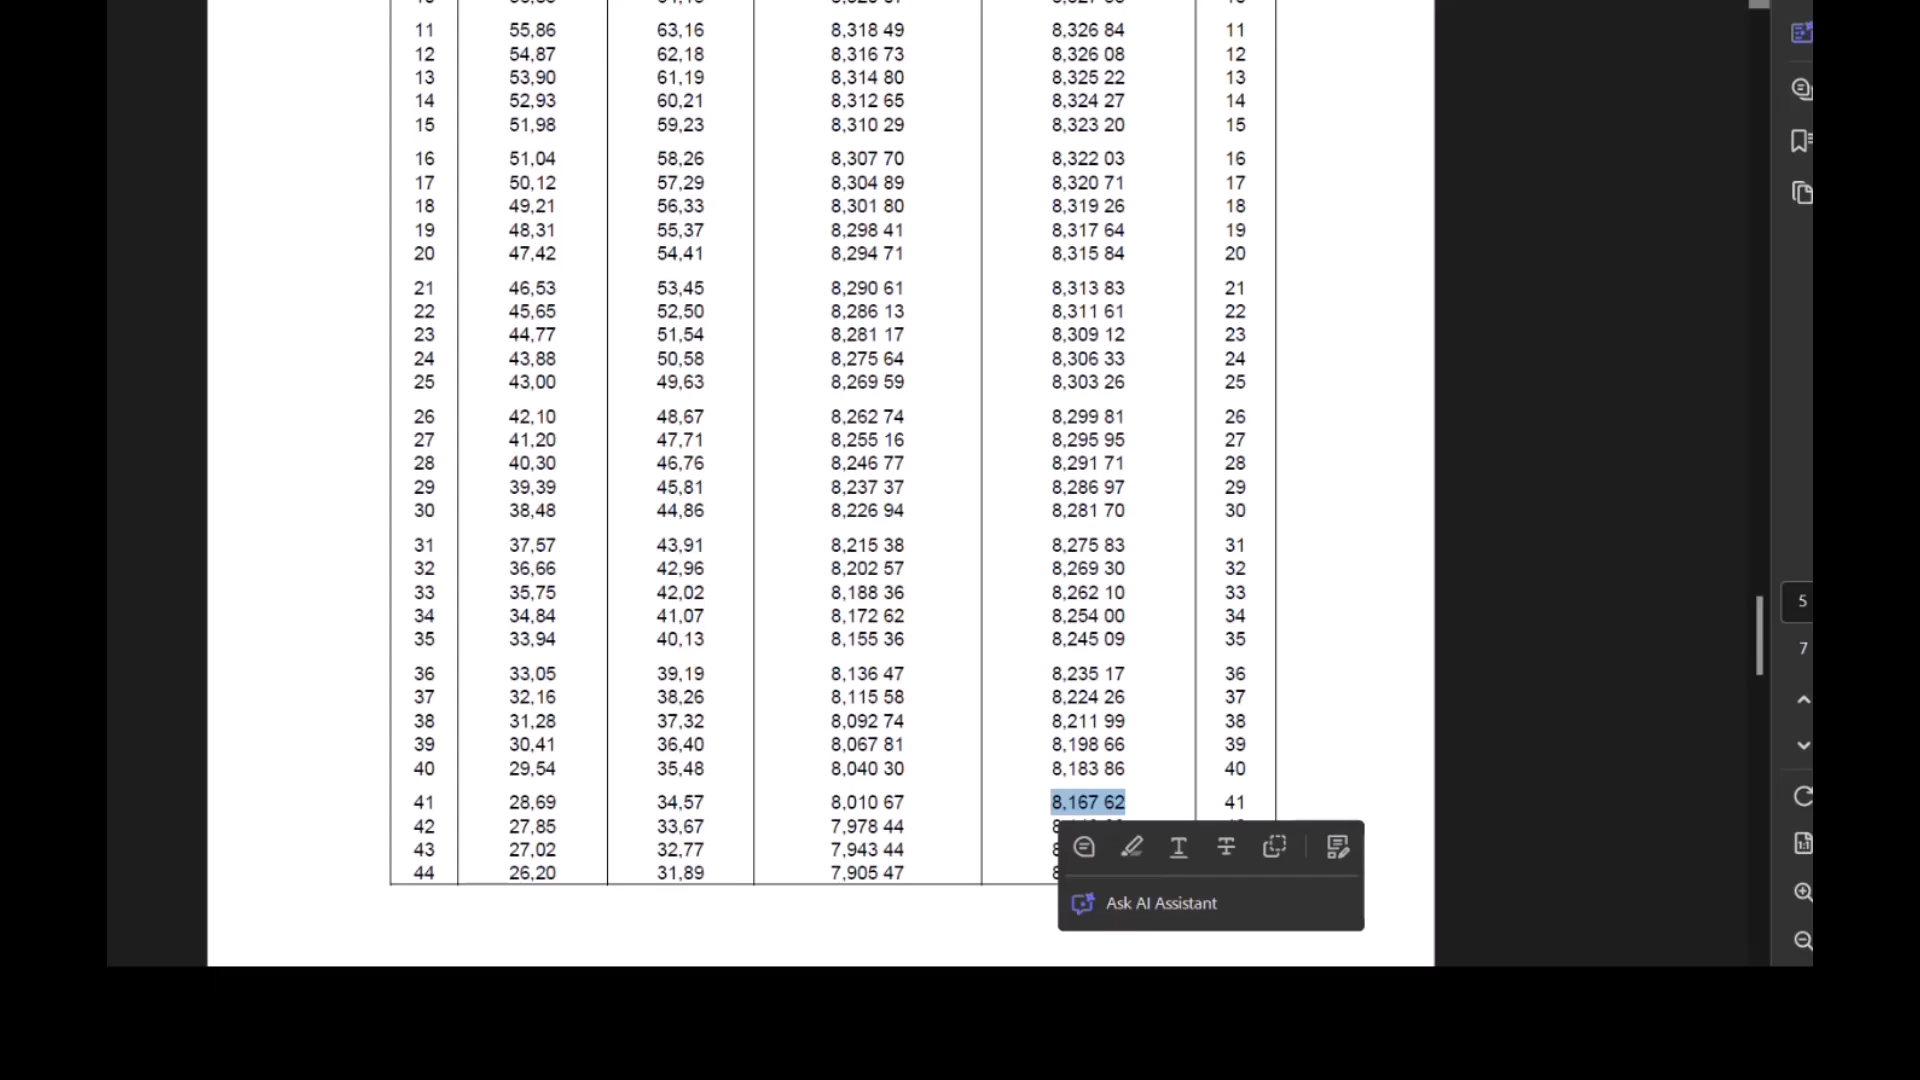 11 55,86 63,16 8,318 49 8,326 84 11
12 54,87 62,18 8,316 73 8,326 08 12
13 53,90 61,19 8,314 80 8,325 22 13
14 52,93 60,21 8,312 65 8,324 27 14
15 51,98 59,23 8,310 29 8,323 20 15
16 51,04 58,26 8,307 70 8,322 03 16
17 50,12 57,29 8,304 89 8,320 71 17
18 49,21 56,33 8,301 80 8,319 26 18
19 48,31 55,37 8,298 41 8,317 64 19
20 47,42 54,41 8,294 71 8,315 84 20
21 46,53 53,45 8,290 61 8,313 83 21
22 45,65 52,50 8,286 13 8,311 61 22
23 44,77 51,54 8,281 17 8,309 12 23
24 43,88 50,58 8,275 64 8,306 33 24
25 43,00 49,63 8,269 59 8,303 26 25
26 42,10 48,67 8,262 74 8,299 81 26
27 41,20 47,71 8,255 16 8,295 95 27
28 40,30 46,76 8,246 77 8,291 71 28
29 39,39 45,81 8,237 37 8,286 97 29
30 38,48 44,86 8,226 94 8,281 70 30
31 37,57 43,91 8,215 38 8,275 83 31
32 36,66 42,96 8,202 57 8,269 30 32
33 35,75 42,02 8,188 36 8,262 10 33
34 34,84 41,07 8,172 62 8,254 00 34
35 33,94 40,13 8,155 36 8,245 09 35
36 33,05 39,19 8,136 47 8,235 17 36
37 32,16 38,26 8,115 58 8,224 26 37
38 31,28 37,32 8,092 74 8,211 99 38
39 30,41 36,40 8,067 81 8,198 66 39
40 29,54 35,48 8,040 30 8,183 86 40
41 28,69 34,57 8,010 67 8,167 62 41
42 27,85 33,67 7,978 44
43 27,02 32,77 7,943 44
44 26,20 31,89 7,905 47
Ask AI Assistant
5
7